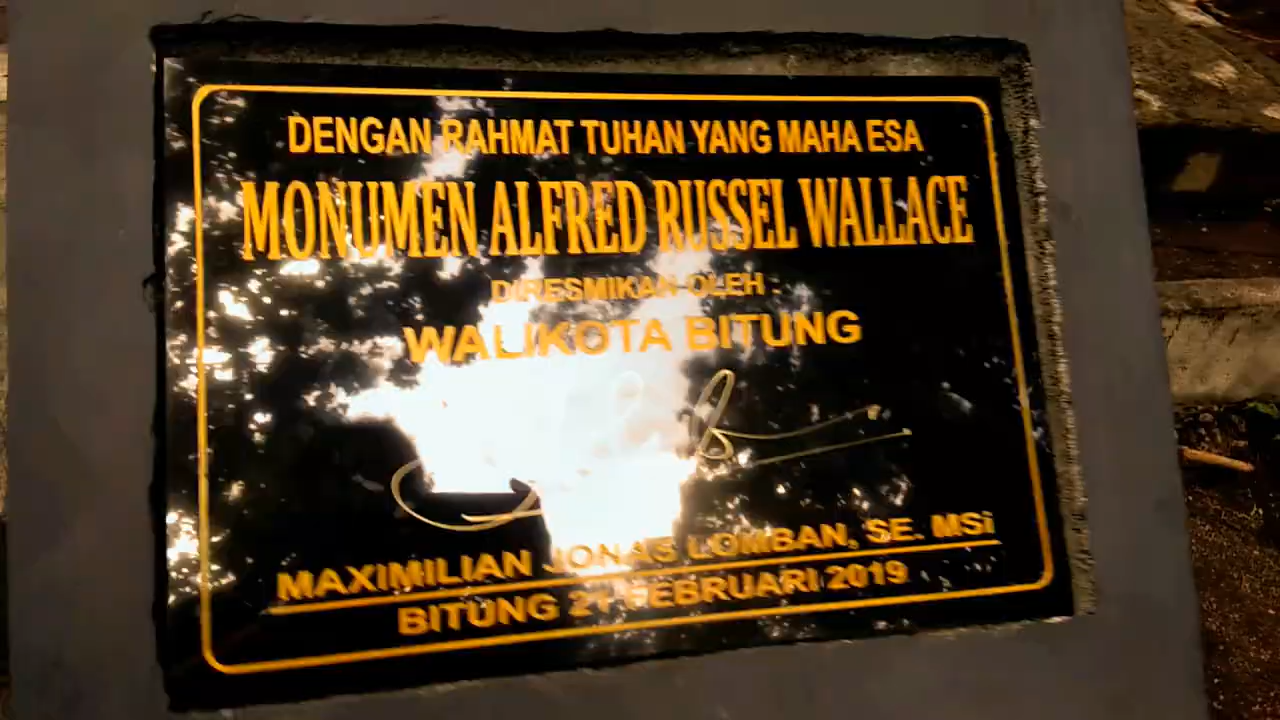 DENGAN RAHMAT TUHAN YANG MAHA ESA
MONUMEN ALFRED RUSSEL WALLACE
DIRESMIKAN OLEH :
WALIKOTA BITUNG
MAXIMILIAN JONAS LOMBAN, SE. MSi
BITUNG 21 FEBRUARI 2019